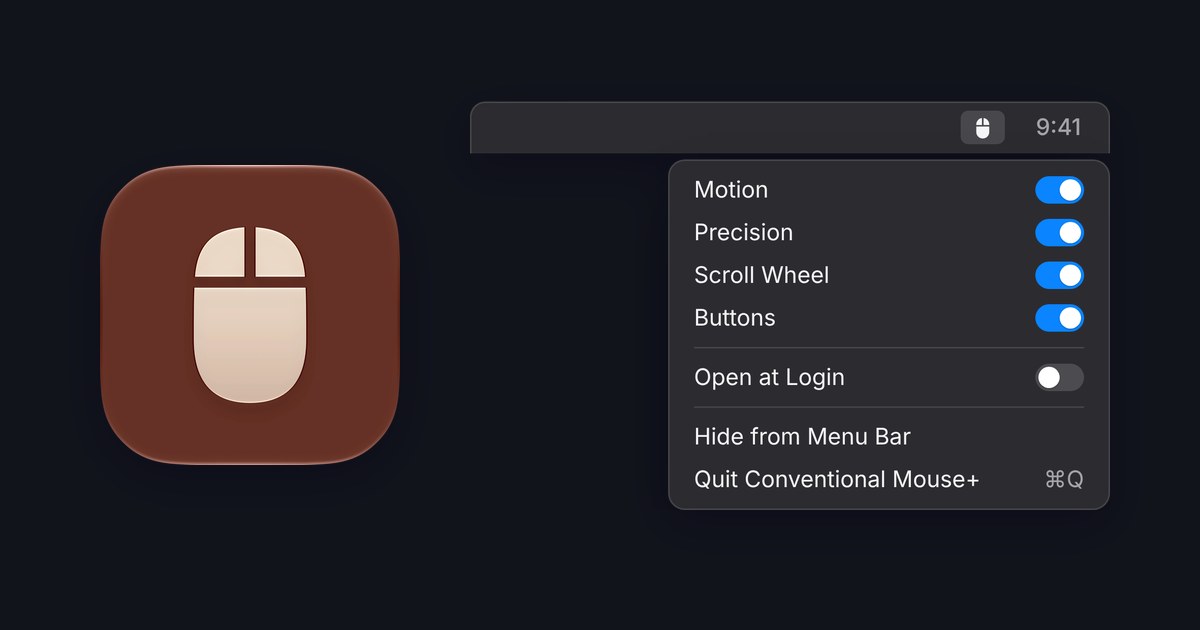 9:41
Motion
Precision
Scroll Wheel
Buttons
Open at Login
Hide from Menu Bar
Quit Conventional Mouse+ ⌘Q